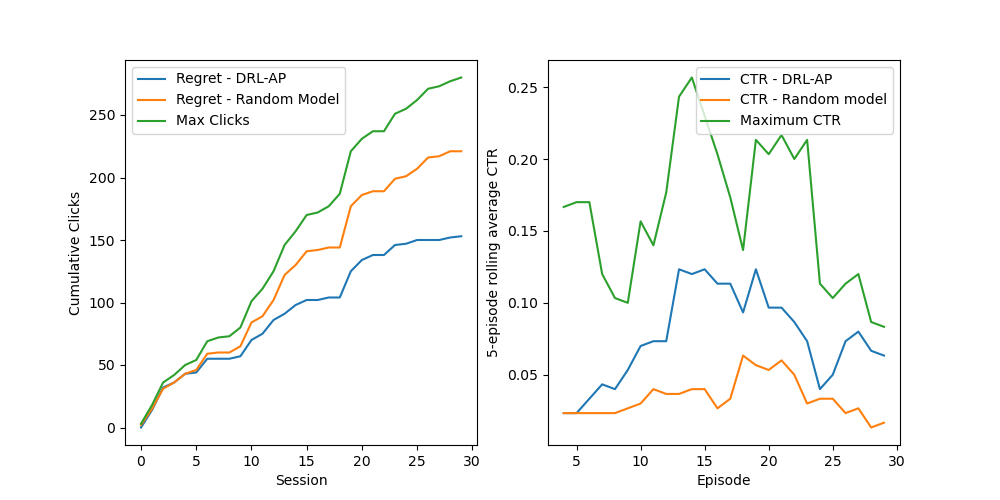 Regret - DRL-AP
Regret - Random Model
Max Clicks
Cumulative Clicks
250
200
150
100
50
0
0 5 10 15 20 25 30
Session
CTR - DRL-AP
CTR - Random model
Maximum CTR
5-episode rolling average CTR
0.25
0.20
0.15
0.10
0.05
5 10 15 20 25 30
Episode